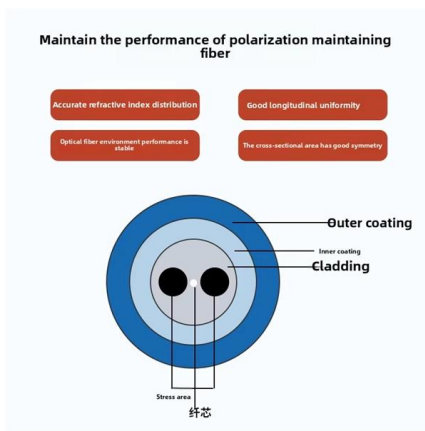 Maintain the performance of polarization maintaining
fiber
Accurate refractive index distribution
Good longitudinal uniformity
Optical fiber environment performance is
stable
The cross-sectional area has good symmetry
Outer coating
Inner coating
Cladding
Stress area
纤芯